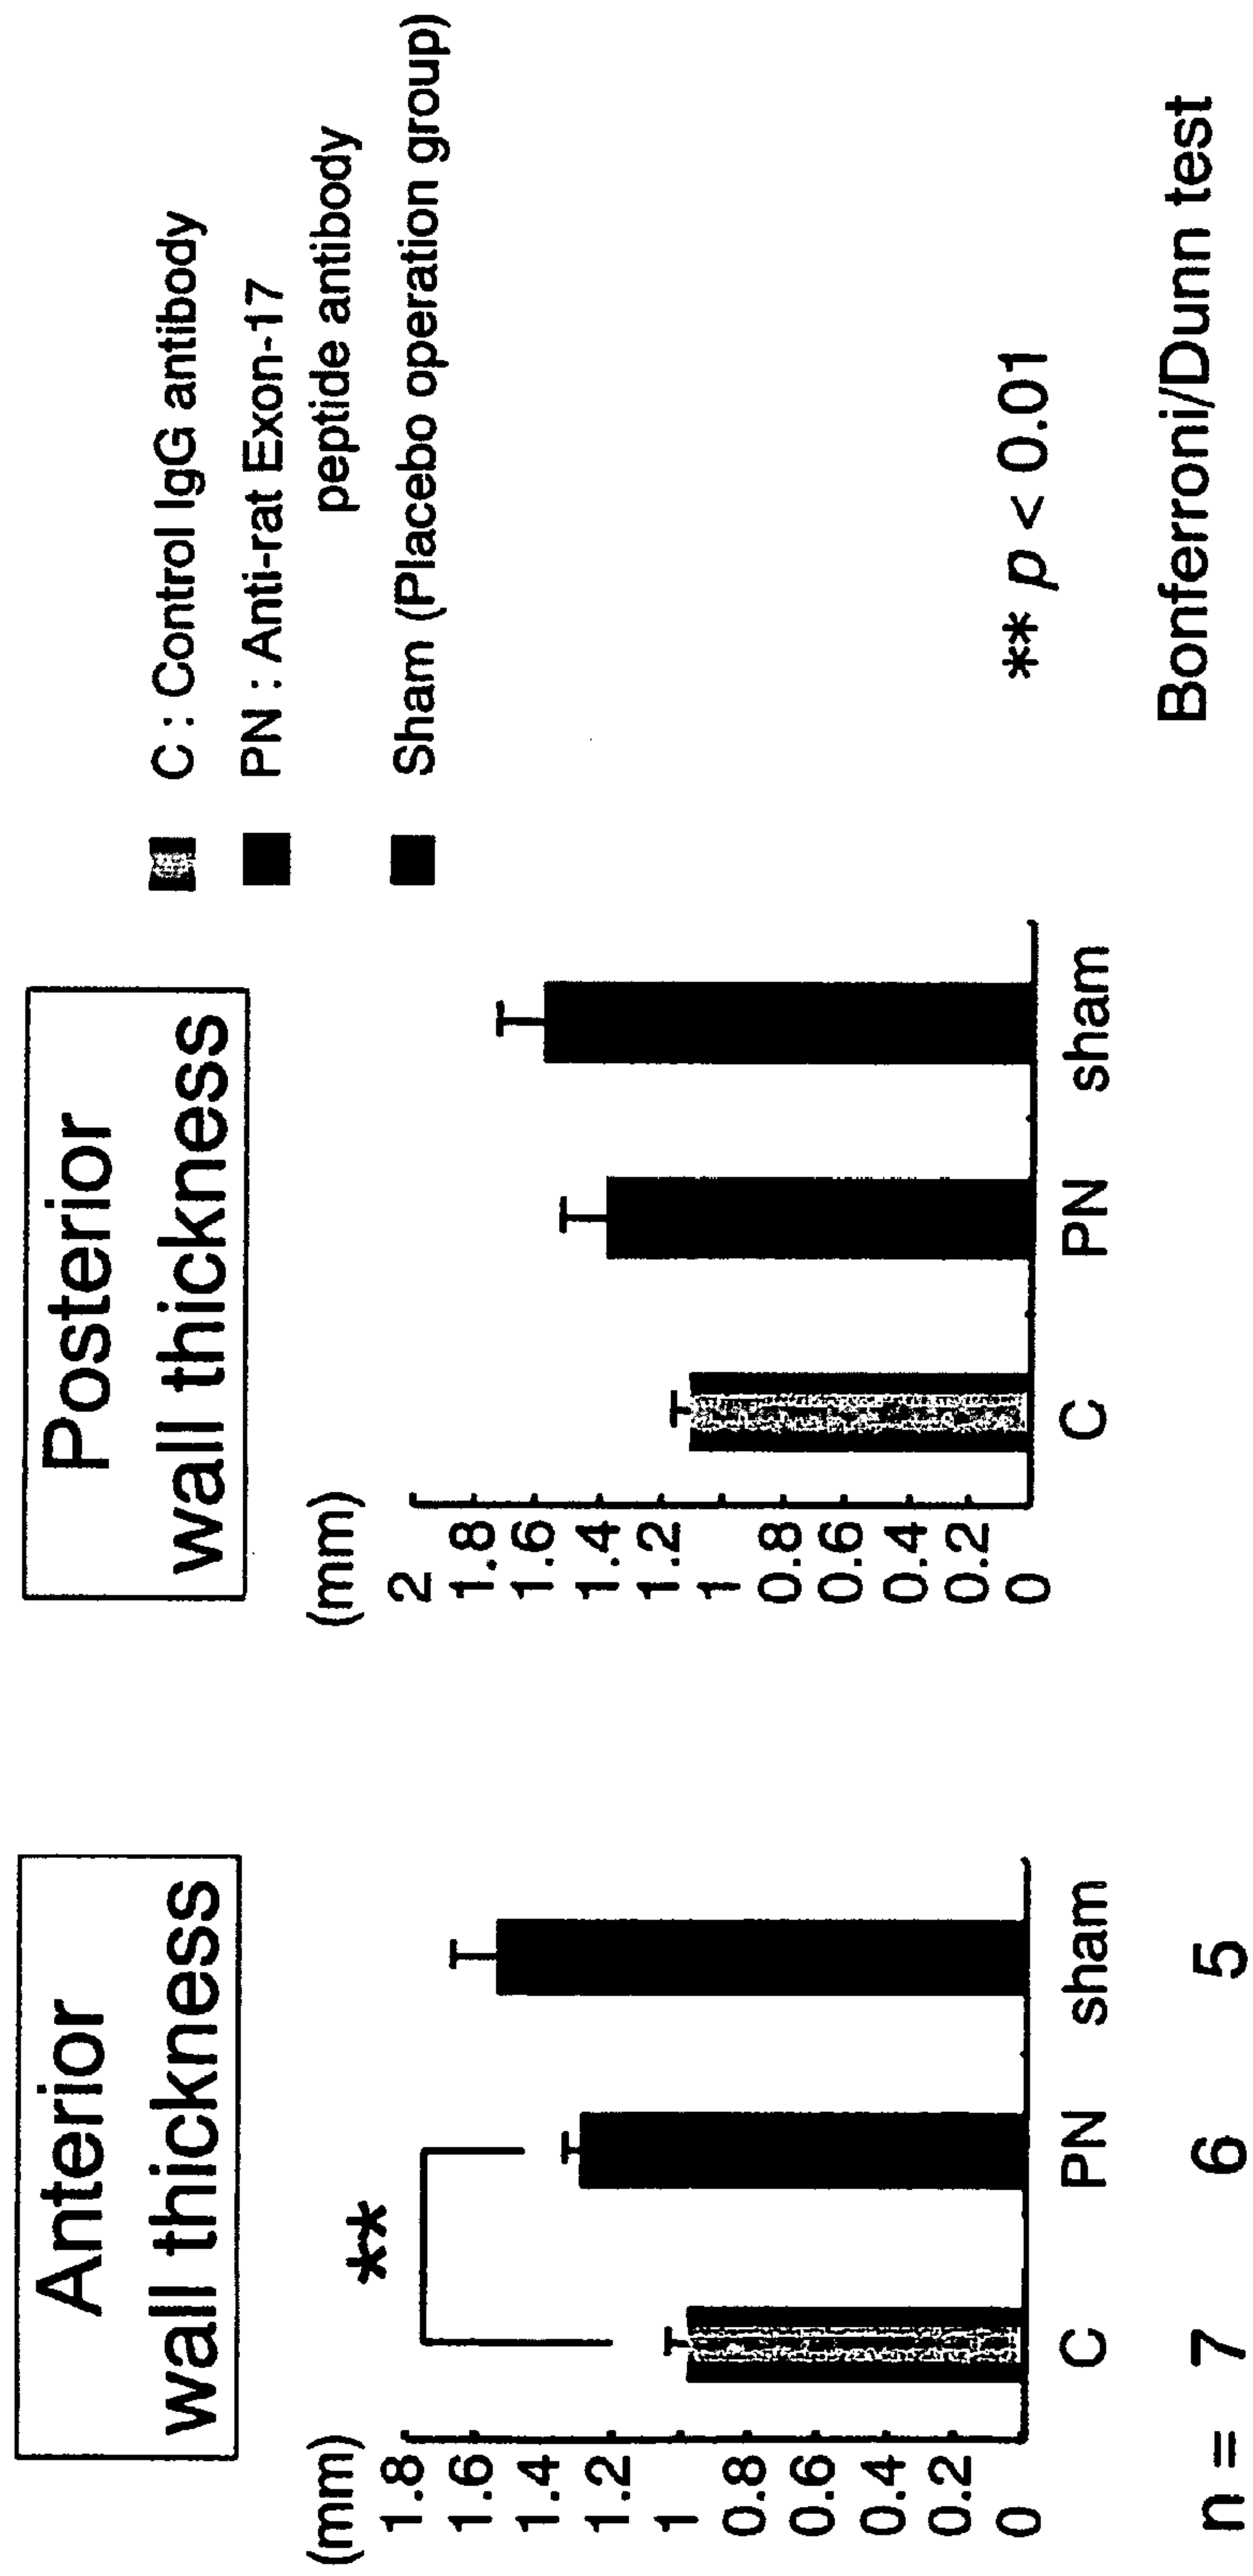 Anterior
wall thickness
(mm)
1.8
1.6
1.4
1.2
1
0.8
0.6
0.4
0.2
0
**
C PN sham
n = 7 6 5
Posterior
wall thickness
(mm)
2
1.8
1.6
1.4
1.2
1
0.8
0.6
0.4
0.2
0
C PN sham
C : Control IgG antibody
PN : Anti-rat Exon-17
peptide antibody
Sham (Placebo operation group)
** p < 0.01
Bonferroni/Dunn test